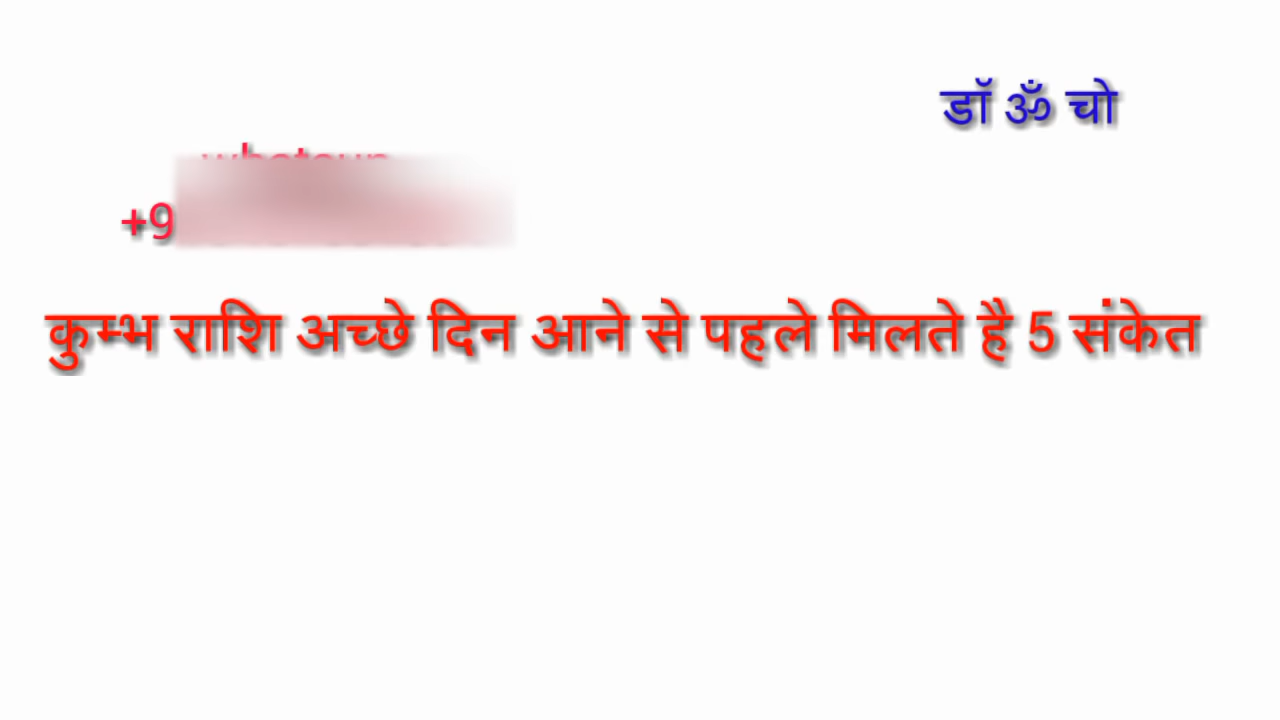 डॉ ॐ चो
+9
कुम्भ राशि अच्छे दिन आने से पहले मिलते है 5 संकेत